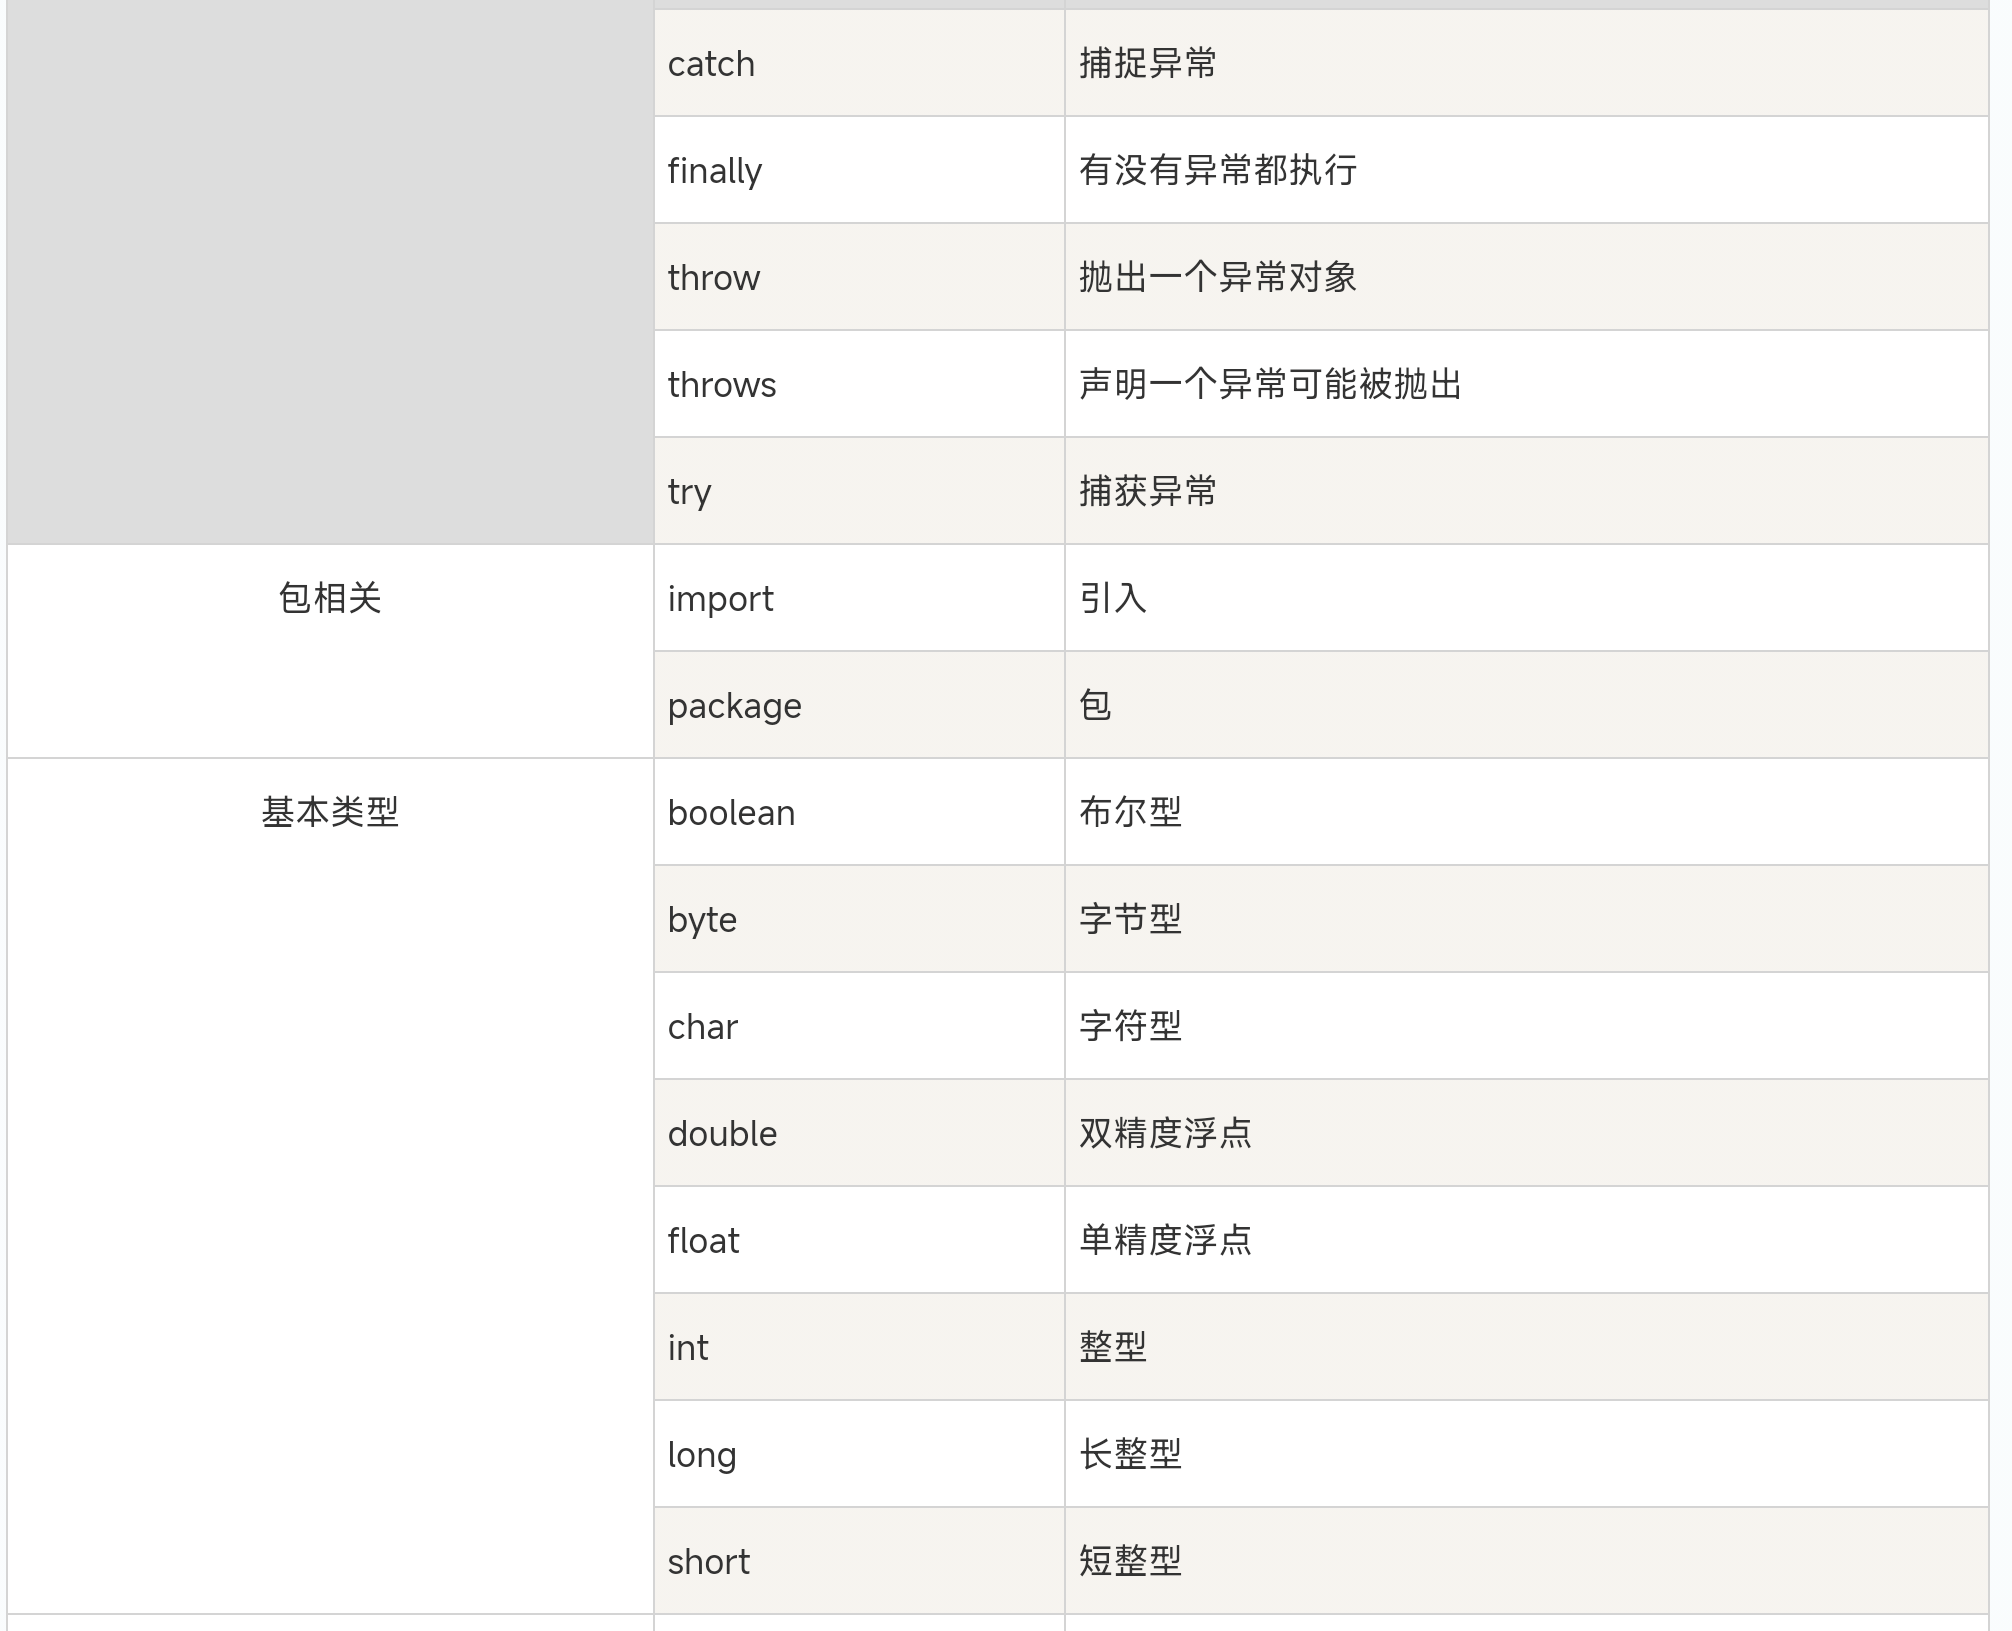 catch 捕捉异常
finally 有没有异常都执行
throw 抛出一个异常对象
throws 声明一个异常可能被抛出
try 捕获异常
包相关 import 引入
package 包
基本类型 boolean 布尔型
byte 字节型
char 字符型
double 双精度浮点
float 单精度浮点
int 整型
long 长整型
short 短整型